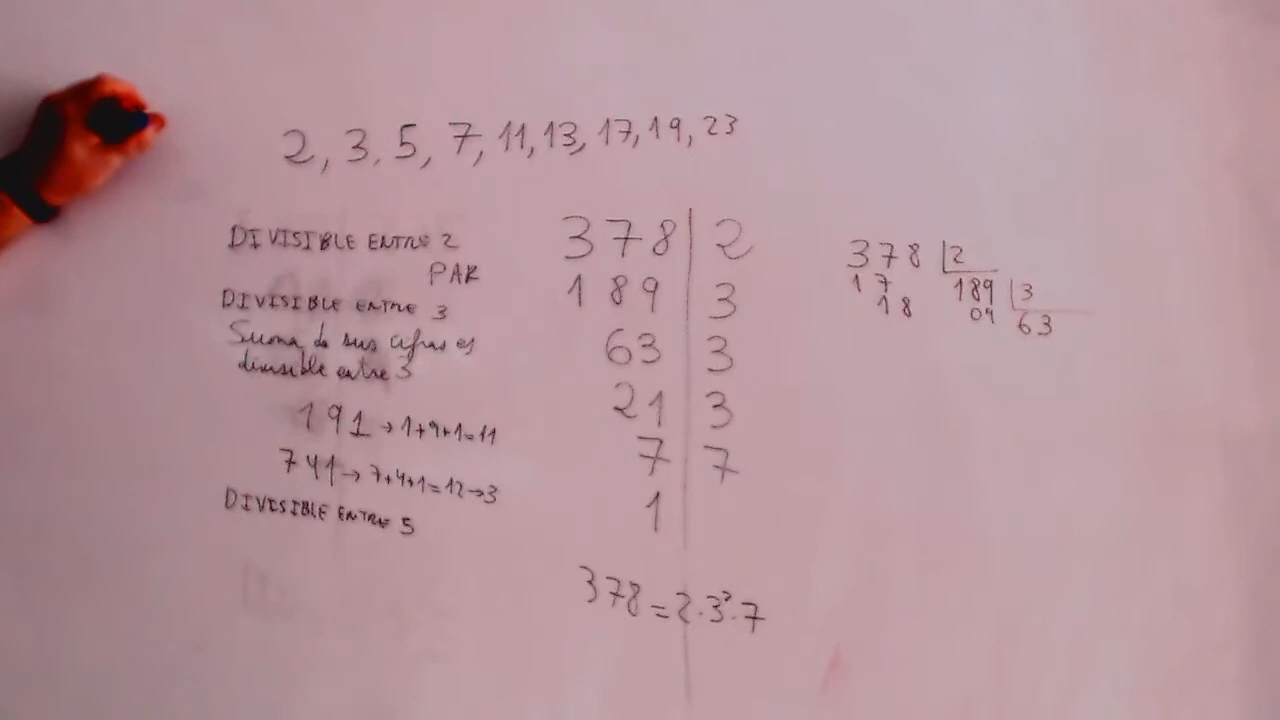 2, 3, 5, 7, 11, 13, 17, 19, 23
DIVISIBLE ENTRE 2
PAR
DIVISIBLE ENTRE 3
Suma de sus cifras es
divisible entre 3
191 → 1+9+1=11
741 → 7+4+1=12→3
DIVISIBLE ENTRE 5
378 | 2
189 | 3
63 | 3
21 | 3
7 | 7
1
378 = 2·3³·7
378 | 2
17 189 | 3
18 09 63